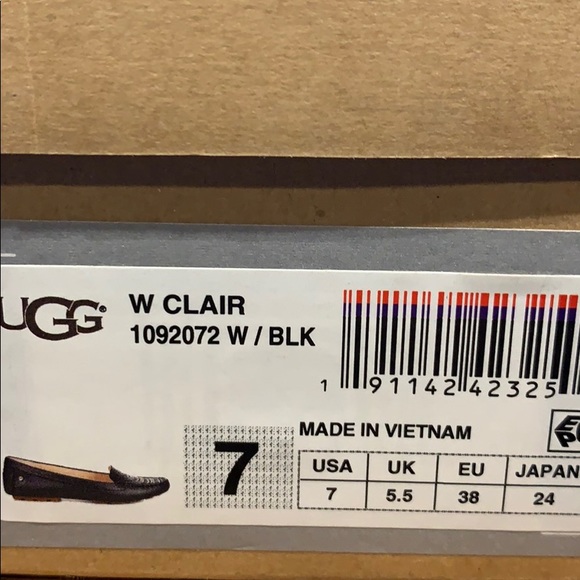 UGG®
W CLAIR
1092072 W / BLK
1 91142 42325
7
MADE IN VIETNAM
USA UK EU JAPAN
7 5.5 38 24